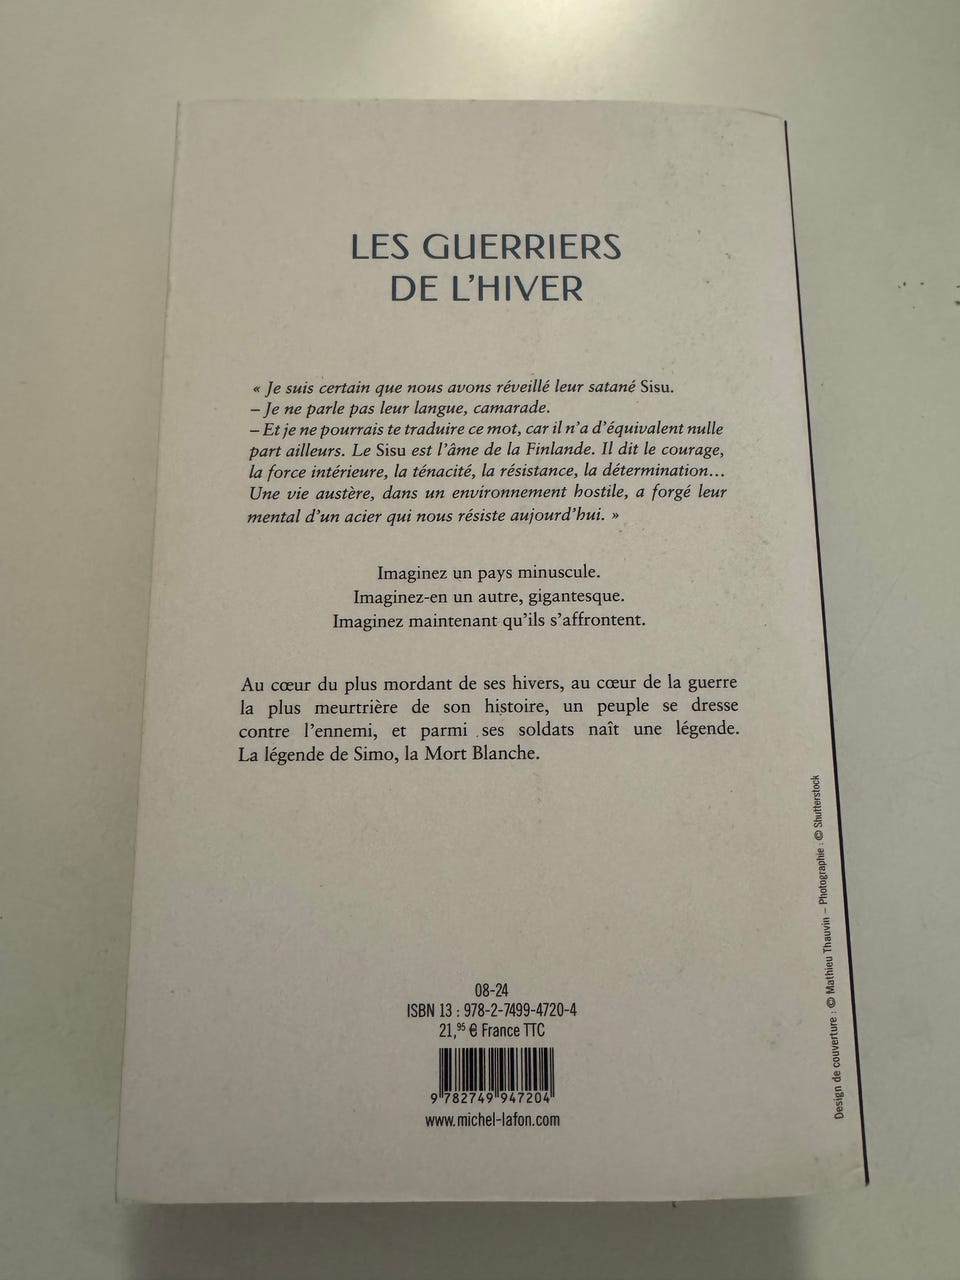 LES GUERRIERS
DE L'HIVER
« Je suis certain que nous avons réveillé leur satané Sisu.
– Je ne parle pas leur langue, camarade.
– Et je ne pourrais te traduire ce mot, car il n'a d'équivalent nulle
part ailleurs. Le Sisu est l'âme de la Finlande. Il dit le courage,
la force intérieure, la ténacité, la résistance, la détermination…
Une vie austère, dans un environnement hostile, a forgé leur
mental d'un acier qui nous résiste aujourd'hui. »
Imaginez un pays minuscule.
Imaginez-en un autre, gigantesque.
Imaginez maintenant qu'ils s'affrontent.
Au cœur du plus mordant de ses hivers, au cœur de la guerre
la plus meurtrière de son histoire, un peuple se dresse
contre l'ennemi, et parmi ses soldats naît une légende.
La légende de Simo, la Mort Blanche.
08-24
ISBN 13 : 978-2-7499-4720-4
21,95 € France TTC
9 782749 947204
www.michel-lafon.com
Design de couverture : © Matthieu Thauvin – Photographie : © Shutterstock